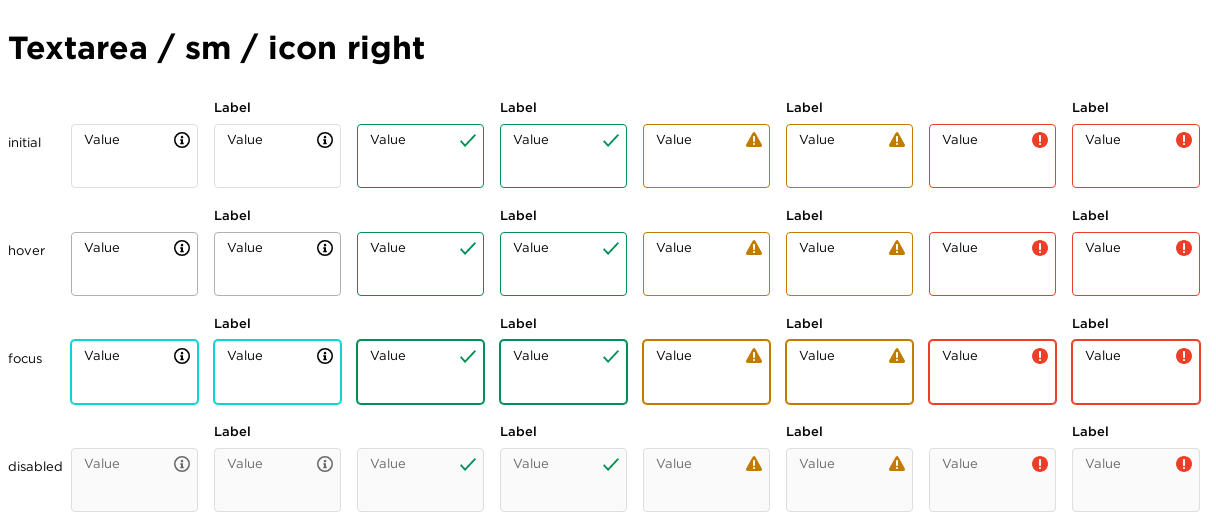 Textarea / sm / icon right
Label Label Label Label
initial Value Value Value Value Value Value Value Value
Label Label Label Label
hover Value Value Value Value Value Value Value Value
Label Label Label Label
focus Value Value Value Value Value Value Value Value
Label Label Label Label
disabled Value Value Value Value Value Value Value Value